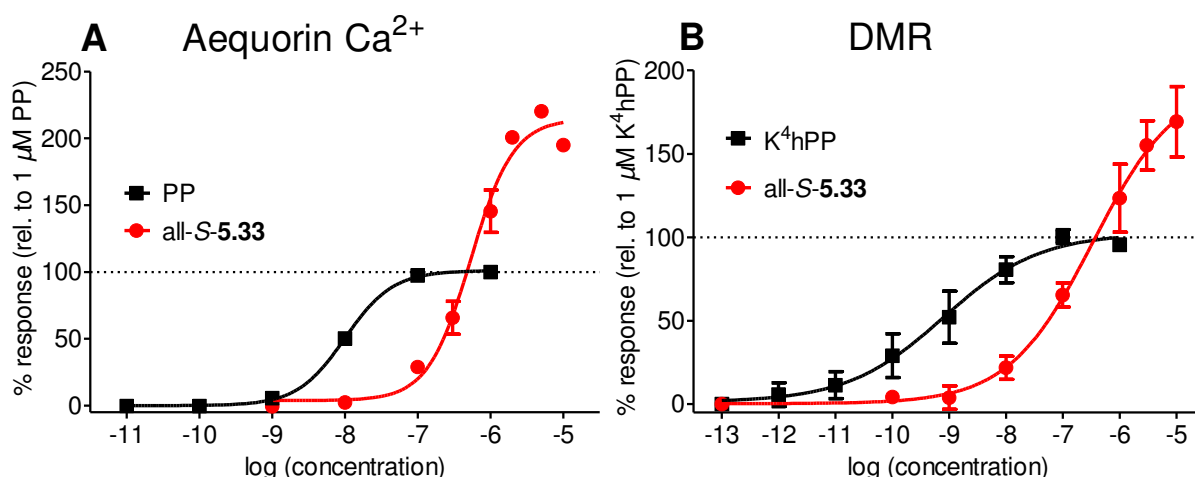 A Aequorin Ca²⁺
% response (rel. to 1 µM PP)
250
200
150
100
50
0
PP
all-S-5.33
-11 -10 -9 -8 -7 -6 -5
log (concentration)
B DMR
% response (rel. to 1 µM K⁴hPP)
200
150
100
50
0
K⁴hPP
all-S-5.33
-13 -12 -11 -10 -9 -8 -7 -6 -5
log (concentration)